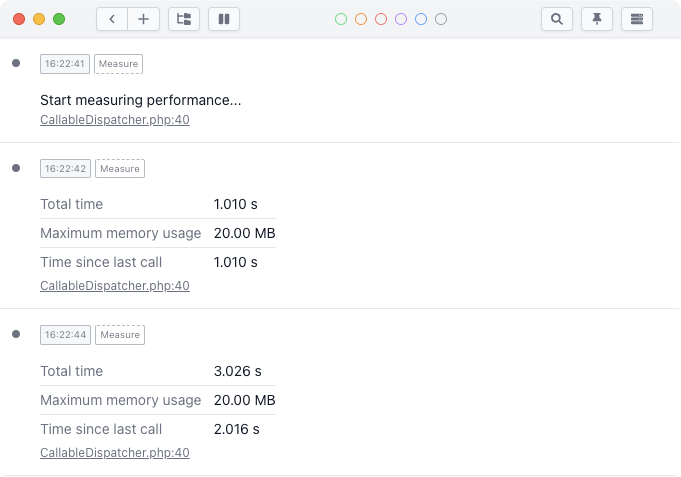 16:22:41 Measure
Start measuring performance...
CallableDispatcher.php:40
16:22:42 Measure
Total time 1.010 s
Maximum memory usage 20.00 MB
Time since last call 1.010 s
CallableDispatcher.php:40
16:22:44 Measure
Total time 3.026 s
Maximum memory usage 20.00 MB
Time since last call 2.016 s
CallableDispatcher.php:40